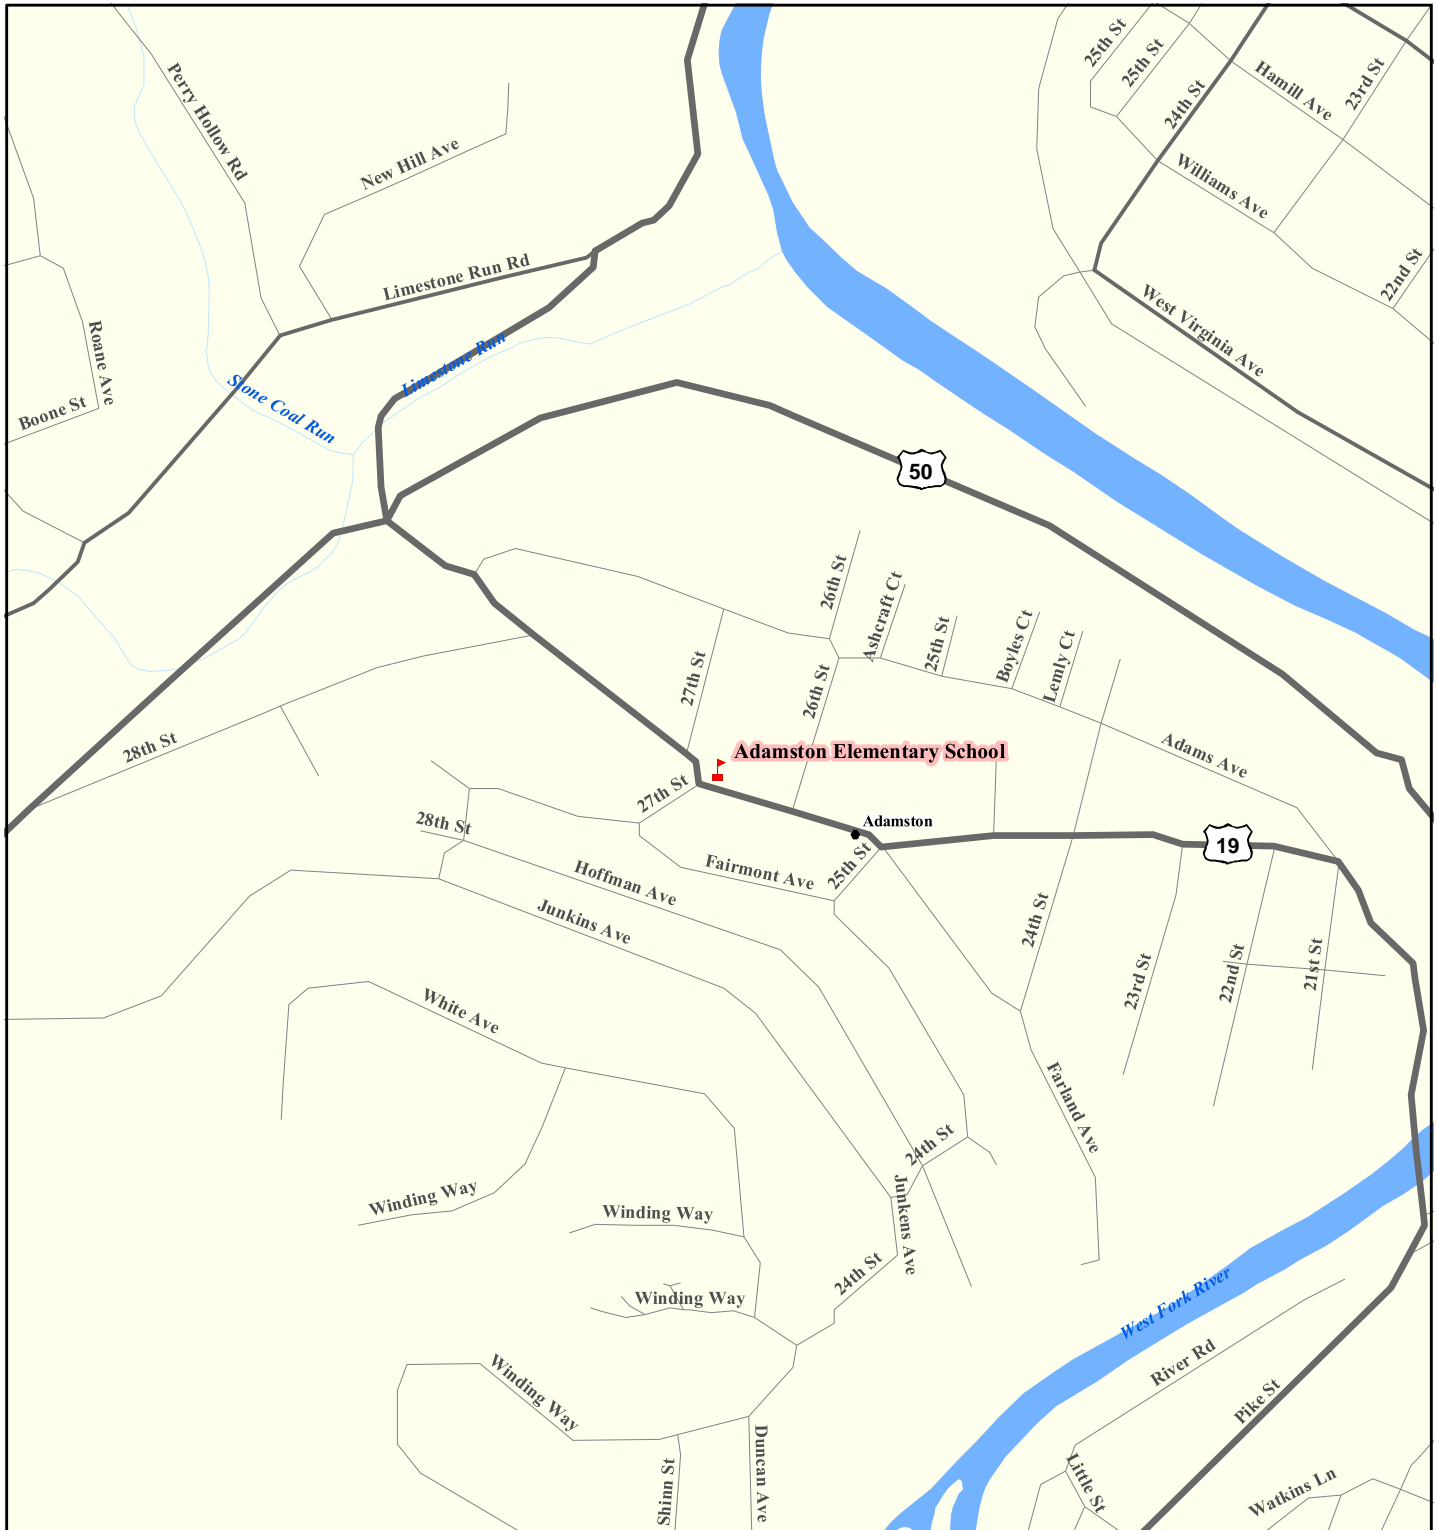 25th St
25th St
Perry Hollow Rd
Hamill Ave
23rd St
24th St
New Hill Ave
Williams Ave
Limestone Run Rd
22nd St
West Virginia Ave
Roane Ave
Limestone Run
Stone Coal Run
Boone St
50
26th St
Ashcraft Ct
25th St
Boyles Ct
Lemly Ct
27th St
26th St
28th St
Adamston Elementary School
Adams Ave
27th St
28th St
Adamston
19
Hoffman Ave
Fairmont Ave
25th St
Junkins Ave
24th St
23rd St
22nd St
21st St
White Ave
Farland Ave
24th St
Winding Way
Winding Way
Junkens Ave
24th St
Winding Way
West Fork River
River Rd
Winding Way
Pike St
Duncan Ave
Shinn St
Little St
Watkins Ln